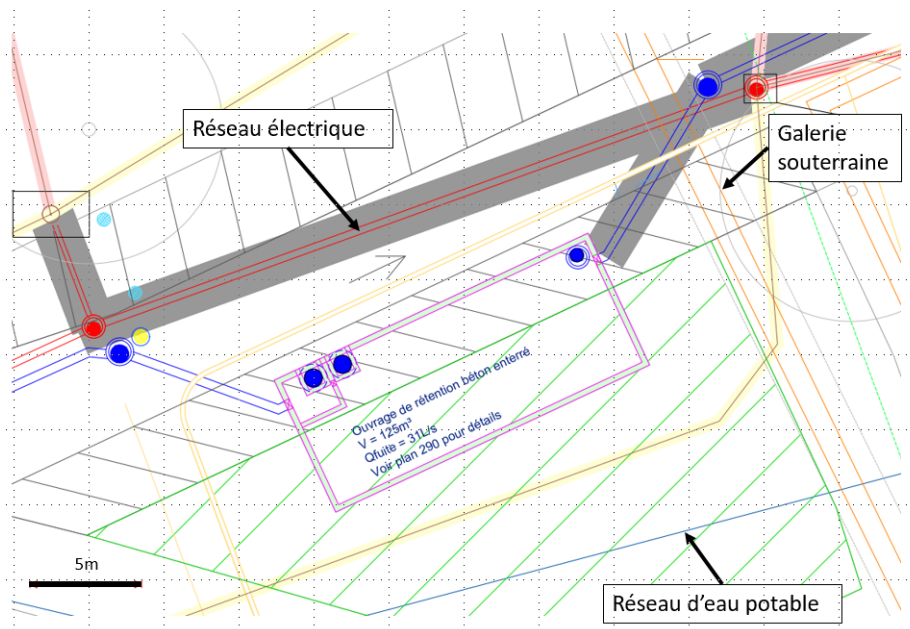 Réseau électrique
Galerie
souterraine
Ouvrage de rétention béton enterré
V = 125m³
Qfuite = 31L/s
Voir plan 290 pour détails
5m
Réseau d'eau potable